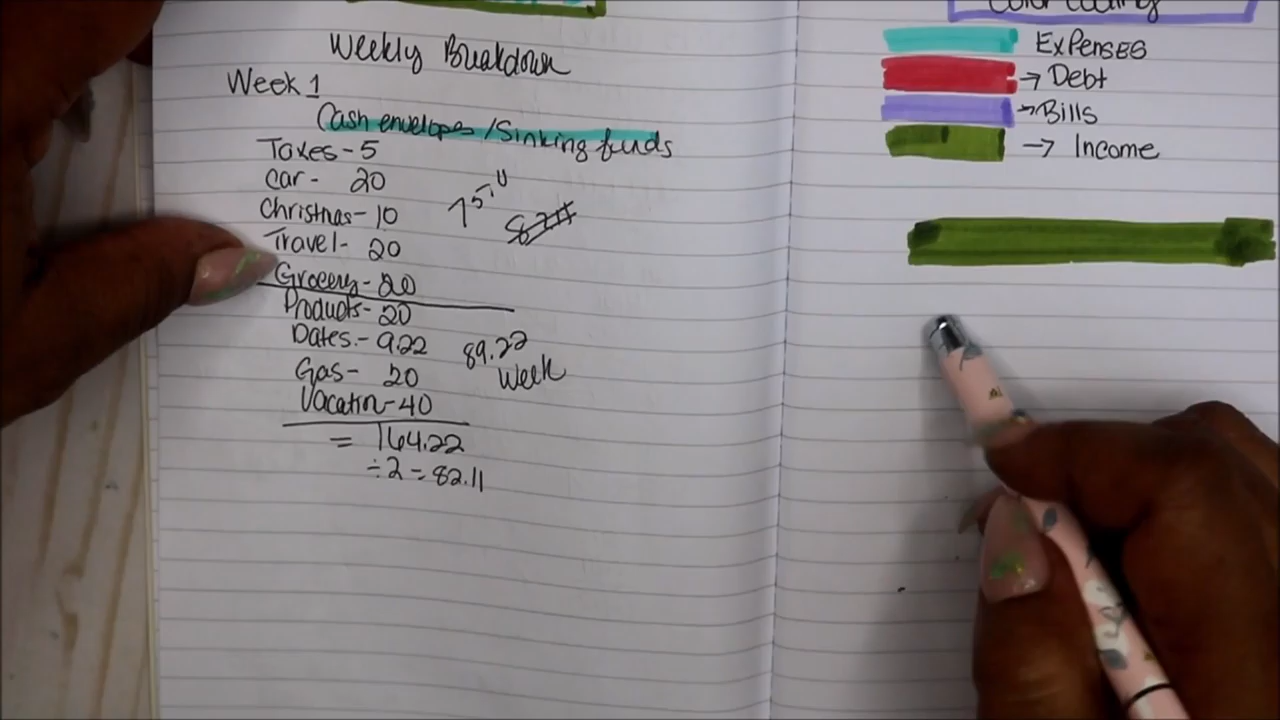 Weekly Breakdown
Week 1
Cash envelopes / Sinking funds
Taxes - 5
Car - 20
Christmas - 10
Travel - 20
Grocery - 20
Products - 20
Dates - 9.22
89.22
Gas - 20
Week
Vacation - 40
= 164.22
÷ 2 = 82.11
Color Coding
Expenses
→ Debt
→ Bills
→ Income